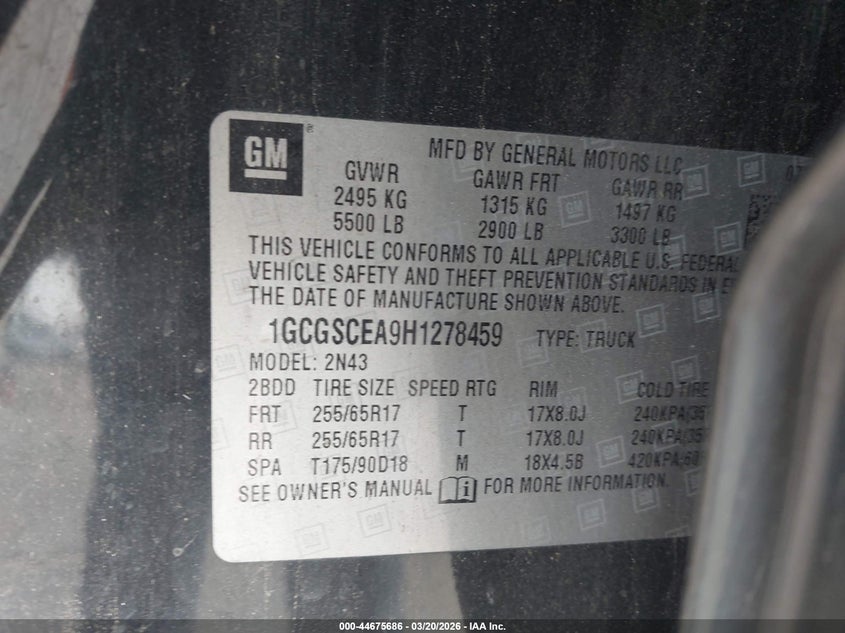 GM
®
MFD BY GENERAL MOTORS LLC
07
GVWR GAWR FRT GAWR RR
2495 KG 1315 KG 1497 KG
5500 LB 2900 LB 3300 LB
THIS VEHICLE CONFORMS TO ALL APPLICABLE U.S. FEDERAL
VEHICLE SAFETY AND THEFT PREVENTION STANDARDS IN
THE DATE OF MANUFACTURE SHOWN ABOVE.
1GCGSCEA9H1278459 TYPE: TRUCK
MODEL: 2N43
2BDD TIRE SIZE SPEED RTG RIM COLD TIRE
FRT 255/65R17 T 17X8.0J 240KPA/35
RR 255/65R17 T 17X8.0J 240KPA/35
SPA T175/90D18 M 18X4.5B 420KPA/60
SEE OWNER'S MANUAL i FOR MORE INFORMATION.
000-44675686 - 03/20/2026 - IAA Inc.